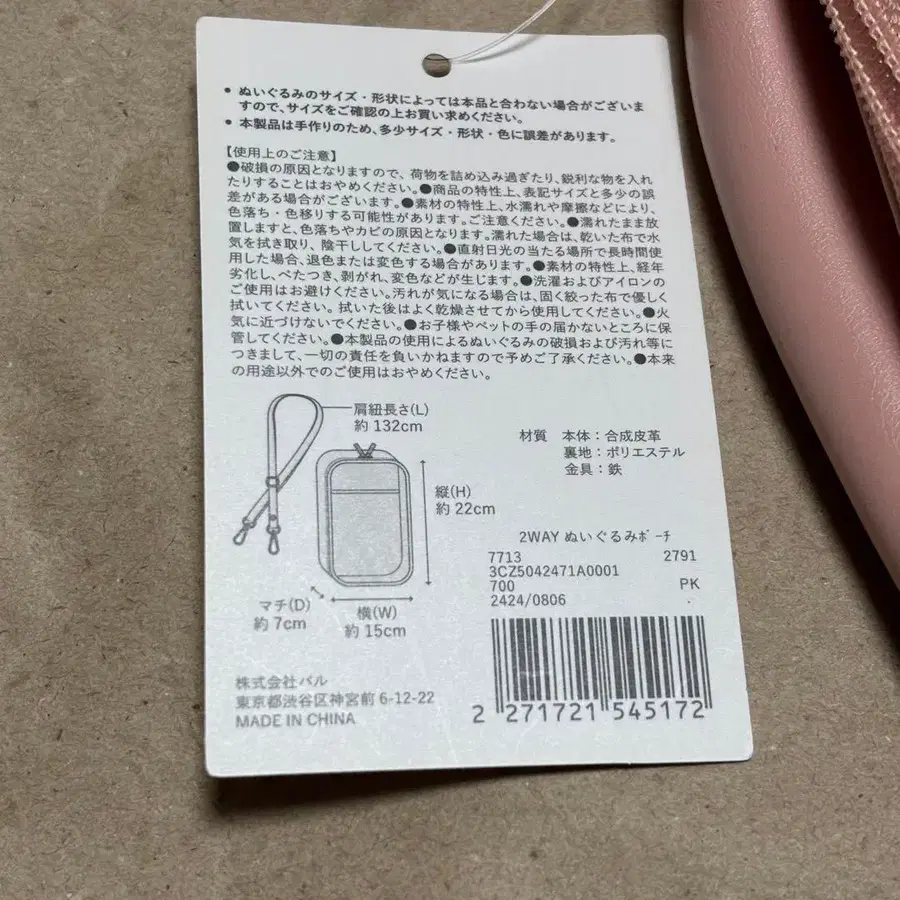 • ぬいぐるみのサイズ・形状によっては本品と合わない場合がございま
すので、サイズをご確認の上お買い求めください。
• 本製品は手作りのため、多少サイズ・形状・色に誤差があります。
【使用上のご注意】
●破損の原因となりますので、荷物を詰め込み過ぎたり、鋭利な物を入れ
たりすることはおやめください。●商品の特性上、表記サイズと多少の誤
差がある場合がございます。●素材の特性上、水濡れや摩擦などにより、
色落ち・色移りする可能性があります。ご注意ください。●濡れたまま放
置しますと、色落ちやカビの原因となります。濡れた場合は、乾いた布で水
気を拭き取り、陰干ししてください。●直射日光の当たる場所で長時間使
用した場合、退色または変色する場合があります。●素材の特性上、経年
劣化し、べたつき、剥がれ、変色などが生じます。●洗濯およびアイロンの
ご使用はお避けください。汚れが気になる場合は、固く絞った布で優しく
拭いてください。拭いた後はよく乾燥させてから使用してください。●火
気に近づけないでください。●お子様やペットの手の届かないところに保
管してください。●本製品の使用によるぬいぐるみの破損および汚れ等に
つきまして、一切の責任を負いかねますので予めご了承ください。●本来
の用途以外でのご使用はおやめください。
肩紐長さ(L)
約 132cm
縦(H)
約 22cm
マチ(D)
約 7cm
横(W)
約 15cm
材質 本体：合成皮革
裏地：ポリエステル
金具：鉄
2WAY ぬいぐるみﾎﾟｰﾁ
7713 2791
3CZ5042471A0001
700 PK
2424/0806
2 271721 545172
株式会社パル
東京都渋谷区神宮前 6-12-22
MADE IN CHINA